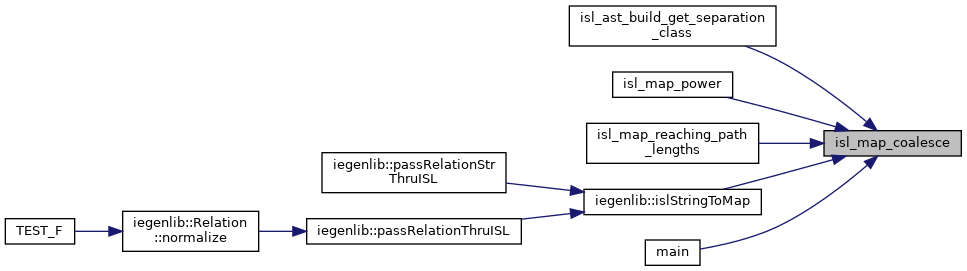 isl_ast_build_get_separation
_class
isl_map_power
isl_map_coalesce
isl_map_reaching_path
_lengths
iegenlib::passRelationStr
ThruISL
iegenlib::islStringToMap
TEST_F
iegenlib::Relation
::normalize
iegenlib::passRelationThruISL
main